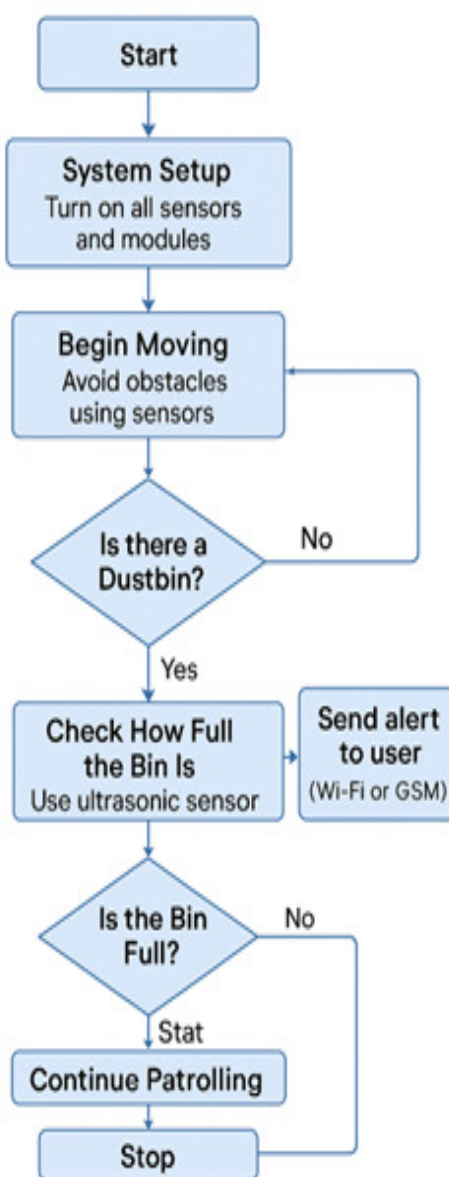 Start
System Setup
Turn on all sensors
and modules
Begin Moving
Avoid obstacles
using sensors
Is there a
Dustbin?
No
Yes
Check How Full
the Bin Is
Use ultrasonic sensor
Send alert
to user
(Wi-Fi or GSM)
Is the Bin
Full?
No
Stat
Continue Patrolling
Stop